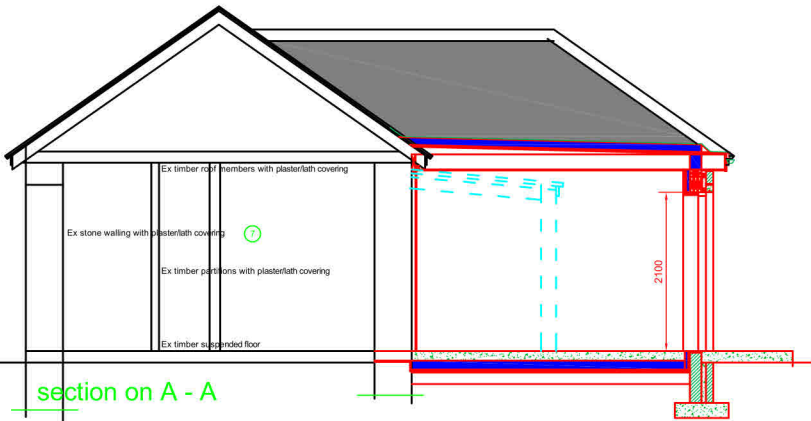 Ex timber roof members with plaster/lath covering
Ex stone walling with plaster/lath covering
7
Ex timber partitions with plaster/lath covering
2100
Ex timber suspended floor
section on A - A